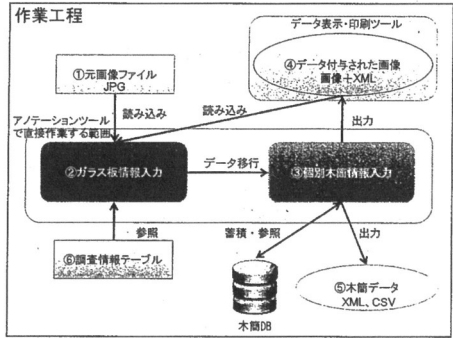 作業工程
データ表示・印刷ツール
④データ付与された画像
画像＋XML
①元画像ファイル
JPG
読み込み
読み込み
出力
アノテーションツール
で直接作業する範囲
②ガラス板情報入力
データ移行
③個別木簡情報入力
参照
蓄積・参照
出力
⑥調査情報テーブル
木簡DB
⑤木簡データ
XML、CSV